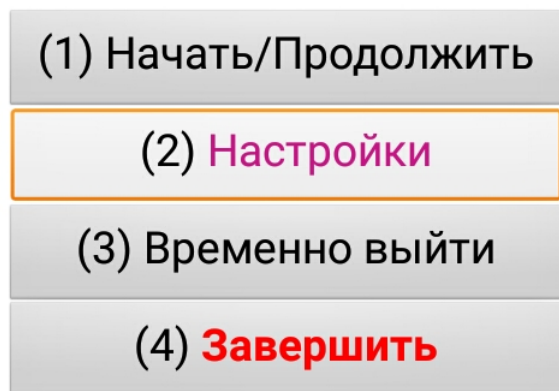 (1) Начать/Продолжить
(2) Настройки
(3) Временно выйти
(4) Завершить